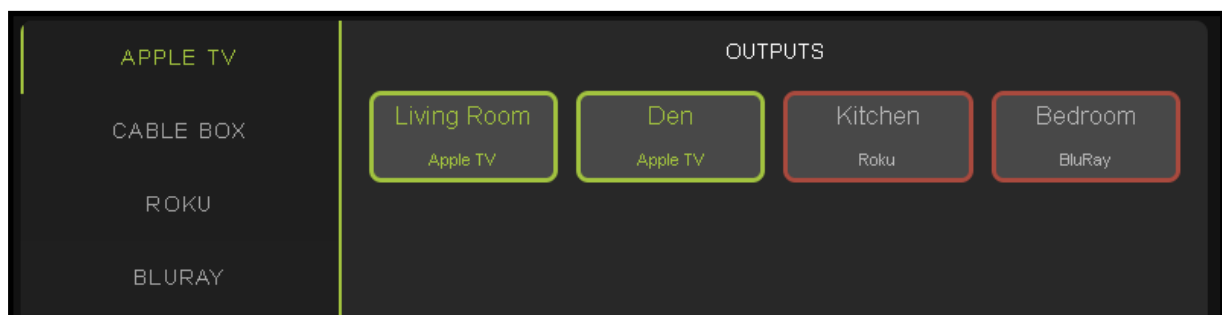 APPLE TV
CABLE BOX
ROKU
BLURAY
OUTPUTS
Living Room
Apple TV
Den
Apple TV
Kitchen
Roku
Bedroom
BluRay